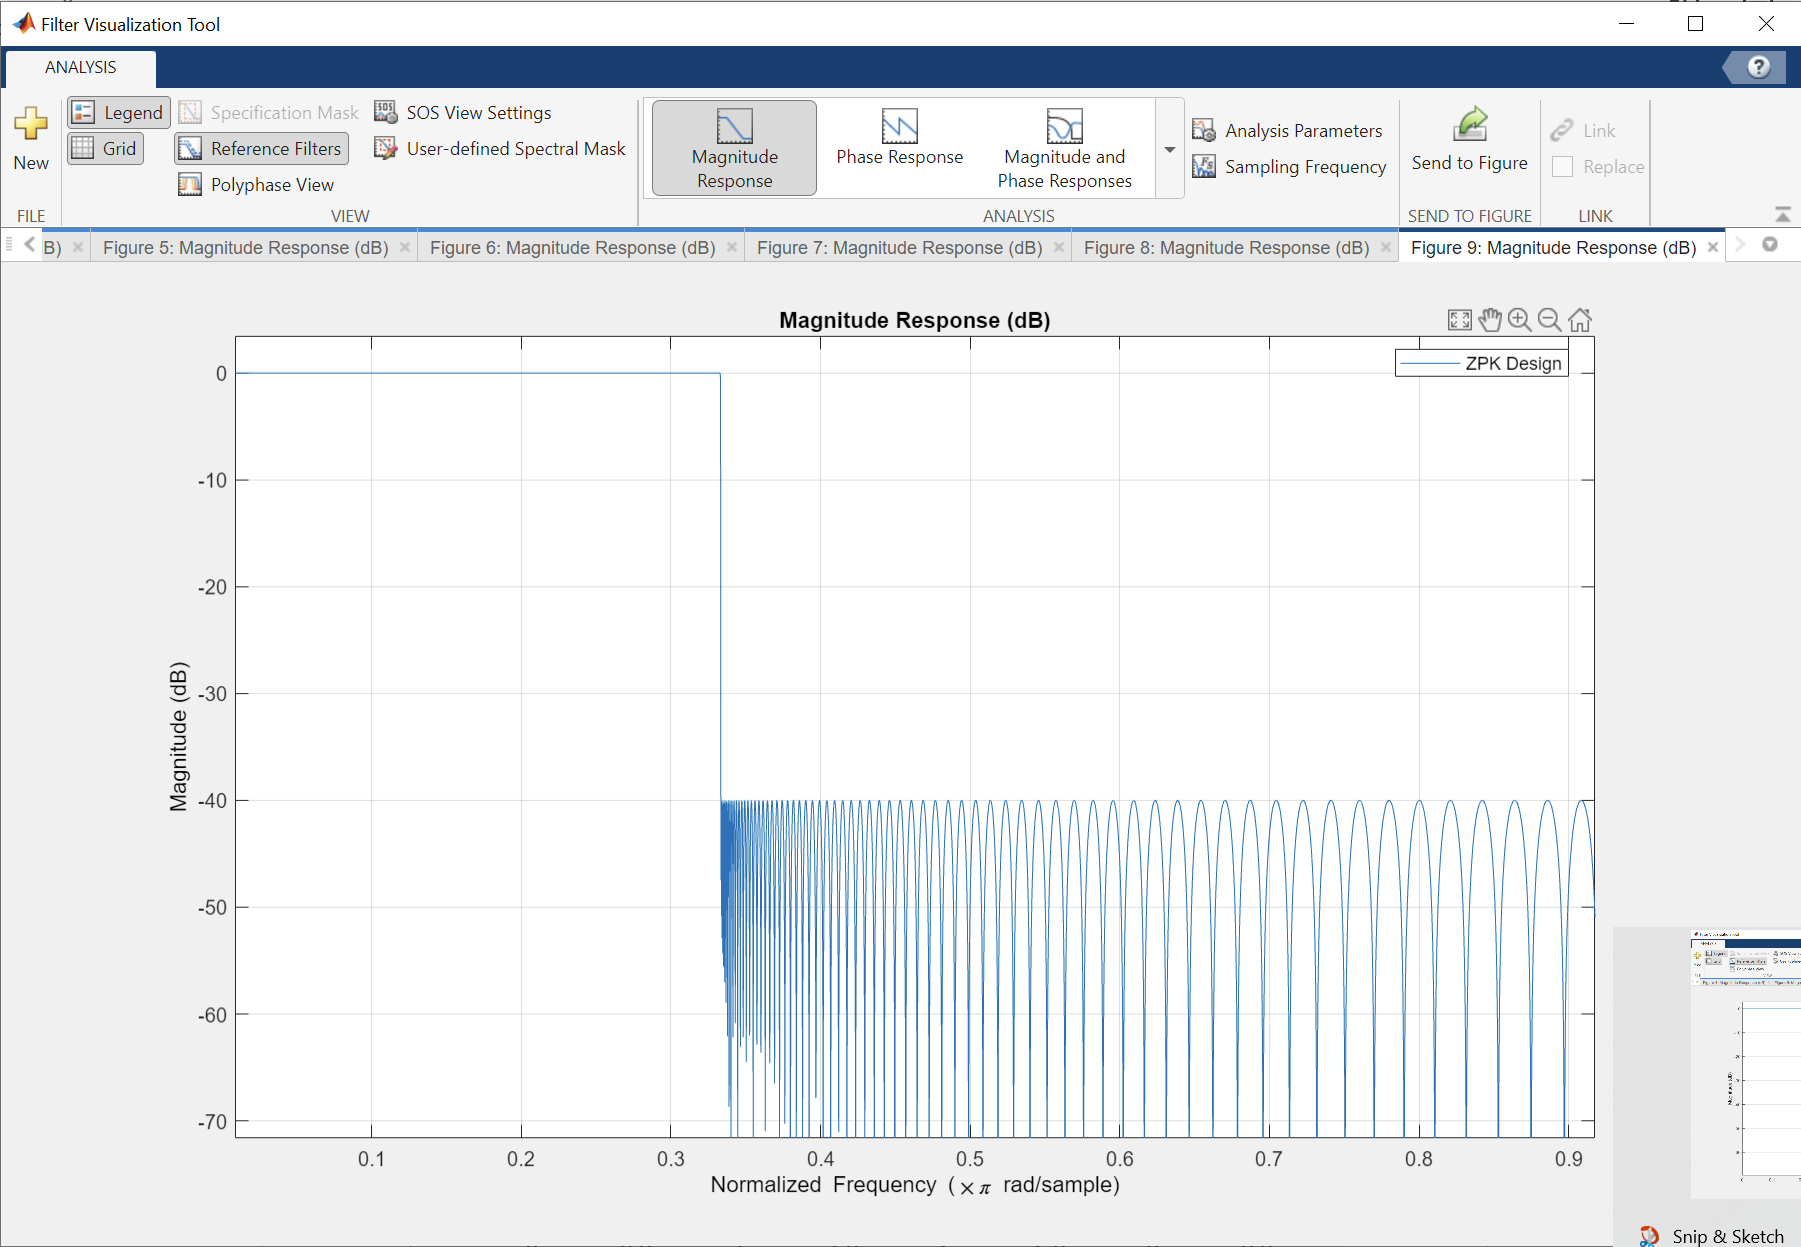 Filter Visualization Tool
ANALYSIS
?
New
Legend
Grid
Specification Mask
Reference Filters
Polyphase View
SOS View Settings
User-defined Spectral Mask
Magnitude
Response
Phase Response
Magnitude and
Phase Responses
Analysis Parameters
Sampling Frequency
Send to Figure
Link
Replace
FILE
VIEW
ANALYSIS
SEND TO FIGURE
LINK
B)
Figure 5: Magnitude Response (dB)
Figure 6: Magnitude Response (dB)
Figure 7: Magnitude Response (dB)
Figure 8: Magnitude Response (dB)
Figure 9: Magnitude Response (dB)
Magnitude Response (dB)
ZPK Design
0
-10
-20
-30
-40
-50
-60
-70
Magnitude (dB)
0.1
0.2
0.3
0.4
0.5
0.6
0.7
0.8
0.9
Normalized Frequency (×π rad/sample)
Snip & Sketch